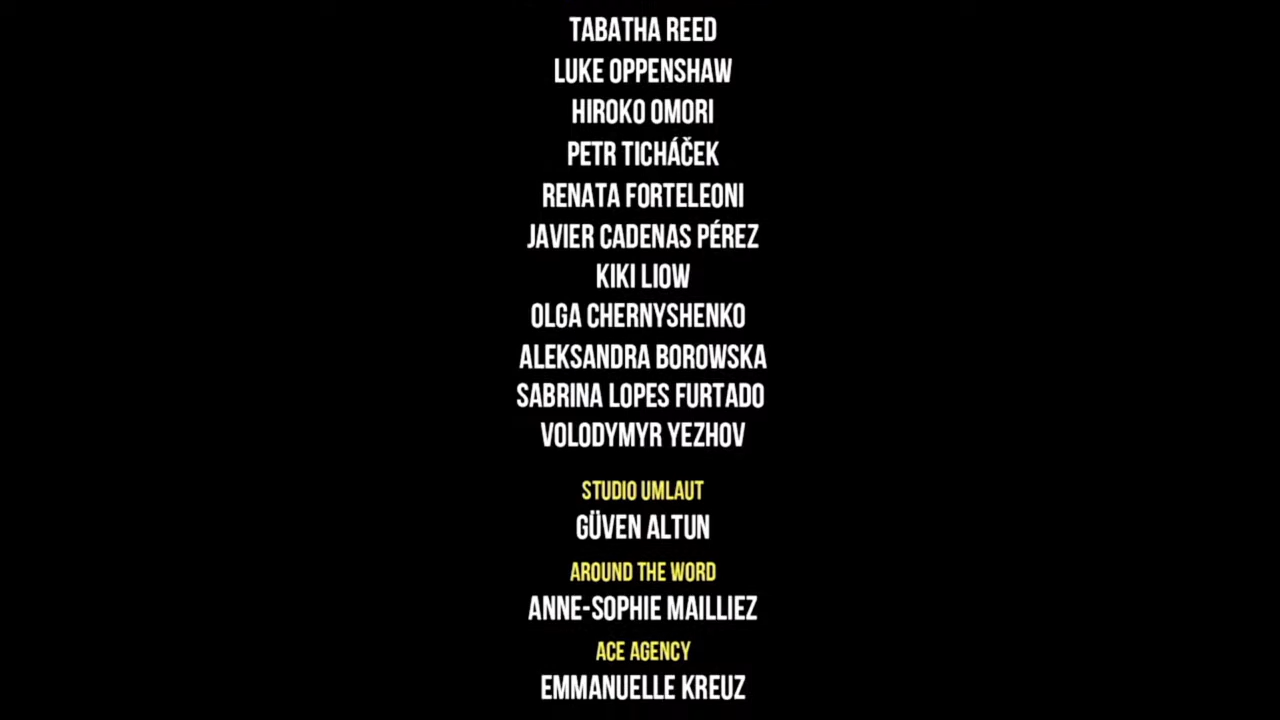 TABATHA REED
LUKE OPPENSHAW
HIROKO OMORI
PETR TICHÁČEK
RENATA FORTELEONI
JAVIER CADENAS PÉREZ
KIKI LIOW
OLGA CHERNYSHENKO
ALEKSANDRA BOROWSKA
SABRINA LOPES FURTADO
VOLODYMYR YEZHOV
STUDIO UMLAUT
GÜVEN ALTUN
AROUND THE WORD
ANNE-SOPHIE MAILLIEZ
ACE AGENCY
EMMANUELLE KREUZ